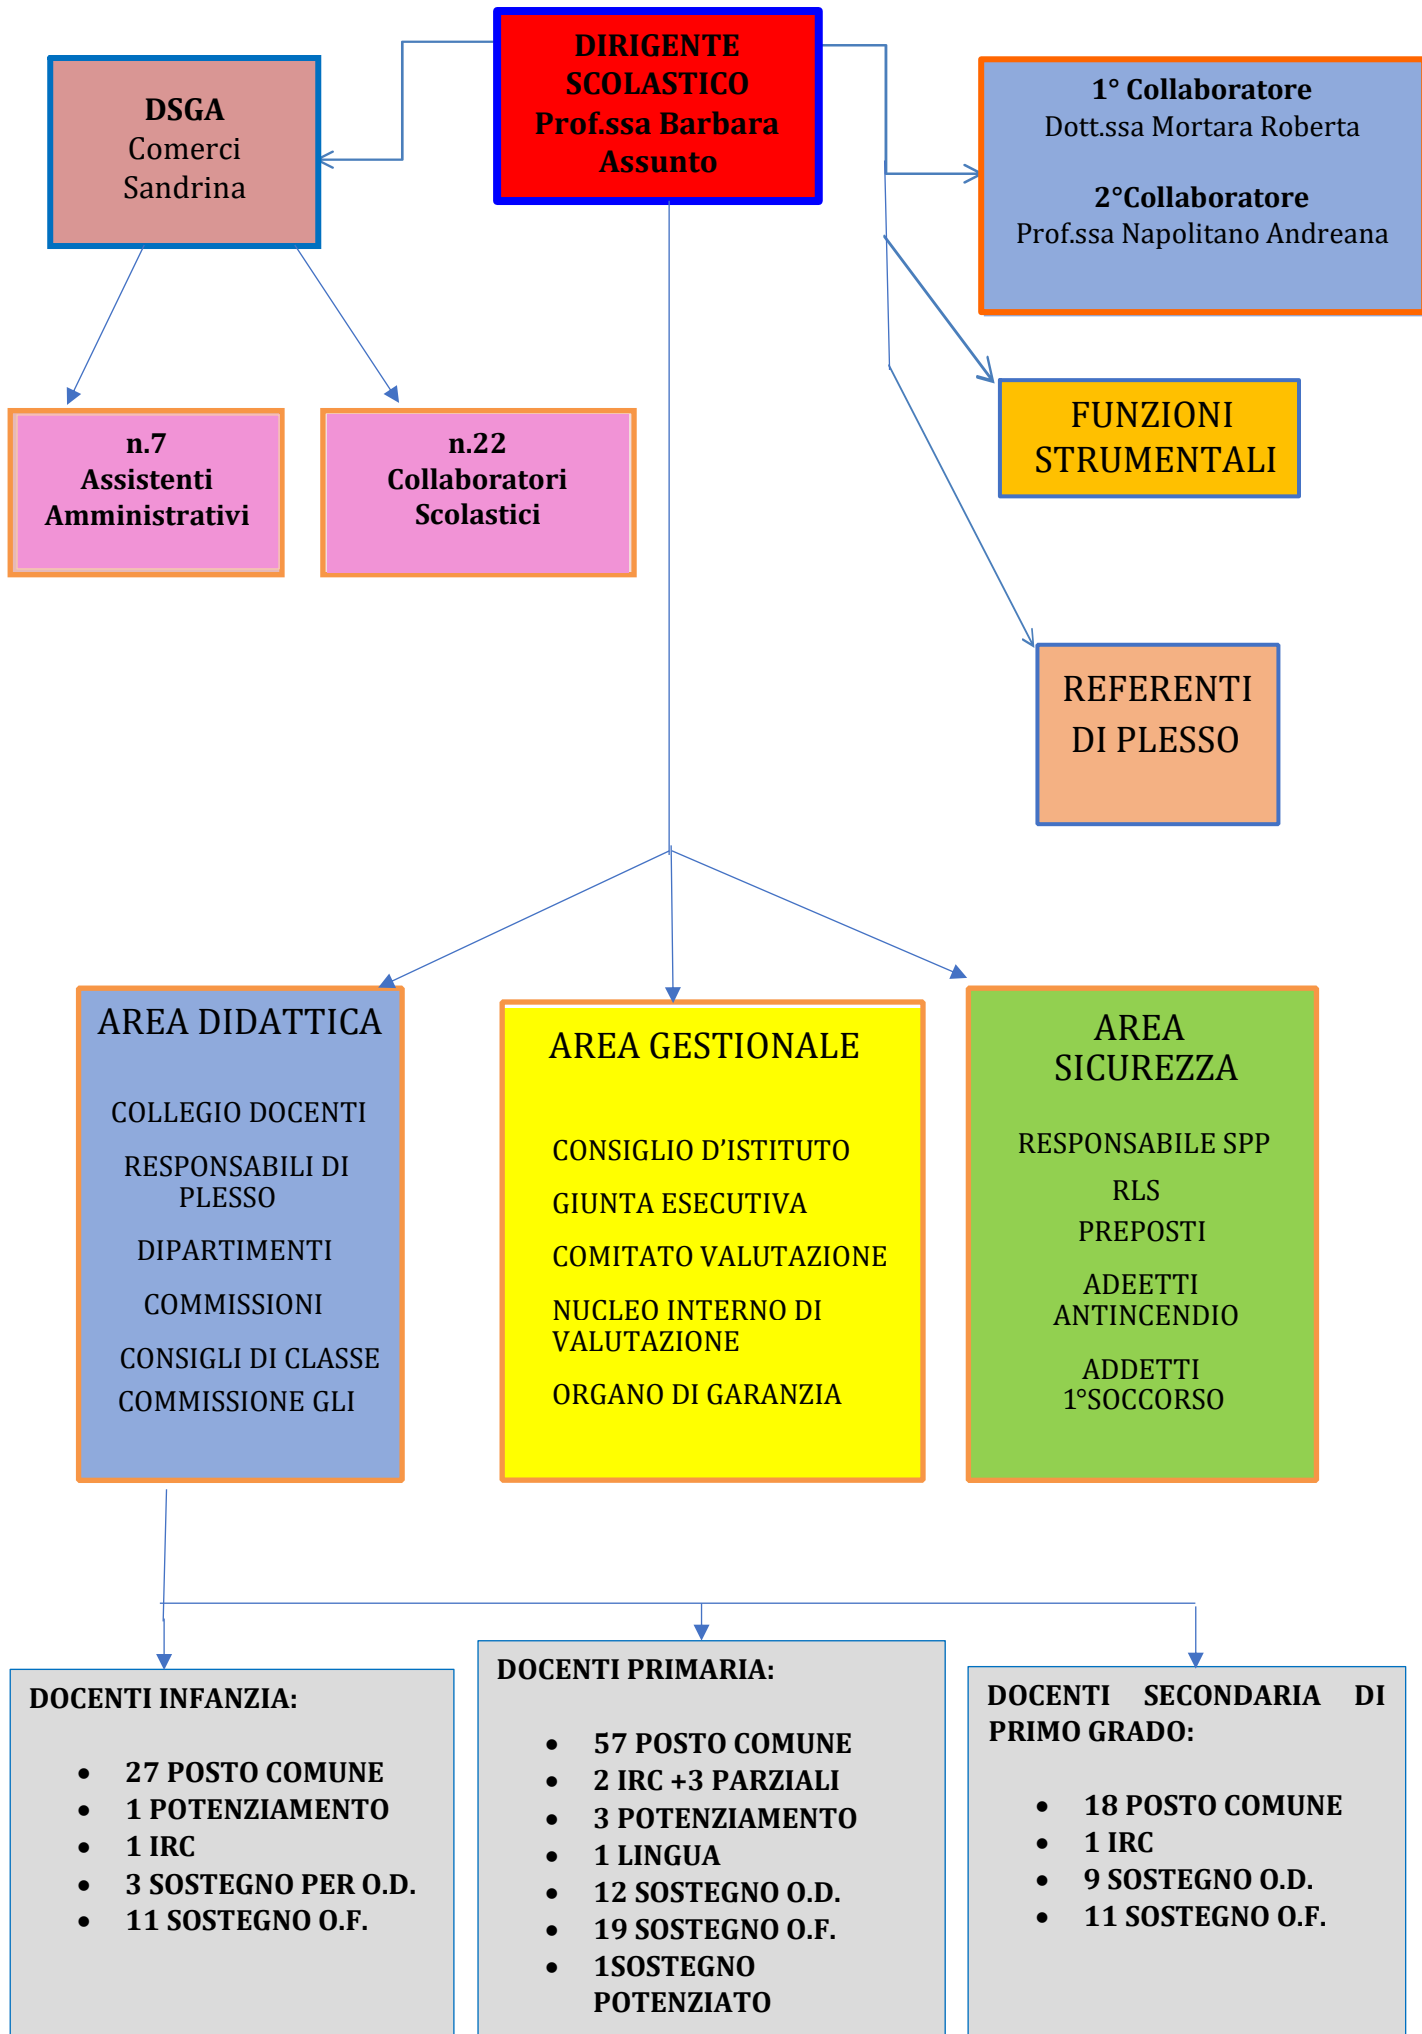 DIRIGENTE
SCOLASTICO
Prof.ssa Barbara
Assunto
DSGA
Comerci
Sandrina
1° Collaboratore
Dott.ssa Mortara Roberta
2°Collaboratore
Prof.ssa Napolitano Andreana
n.7
Assistenti
Amministrativi
n.22
Collaboratori
Scolastici
FUNZIONI
STRUMENTALI
REFERENTI
DI PLESSO
AREA DIDATTICA
COLLEGIO DOCENTI
RESPONSABILI DI
PLESSO
DIPARTIMENTI
COMMISSIONI
CONSIGLI DI CLASSE
COMMISSIONE GLI
AREA GESTIONALE
CONSIGLIO D’ISTITUTO
GIUNTA ESECUTIVA
COMITATO VALUTAZIONE
NUCLEO INTERNO DI
VALUTAZIONE
ORGANO DI GARANZIA
AREA
SICUREZZA
RESPONSABILE SPP
RLS
PREPOSTI
ADEETTI
ANTINCENDIO
ADDETTI
1°SOCCORSO
DOCENTI INFANZIA:
• 27 POSTO COMUNE
• 1 POTENZIAMENTO
• 1 IRC
• 3 SOSTEGNO PER O.D.
• 11 SOSTEGNO O.F.
DOCENTI PRIMARIA:
• 57 POSTO COMUNE
• 2 IRC +3 PARZIALI
• 3 POTENZIAMENTO
• 1 LINGUA
• 12 SOSTEGNO O.D.
• 19 SOSTEGNO O.F.
• 1SOSTEGNO
POTENZIATO
DOCENTI SECONDARIA DI
PRIMO GRADO:
• 18 POSTO COMUNE
• 1 IRC
• 9 SOSTEGNO O.D.
• 11 SOSTEGNO O.F.